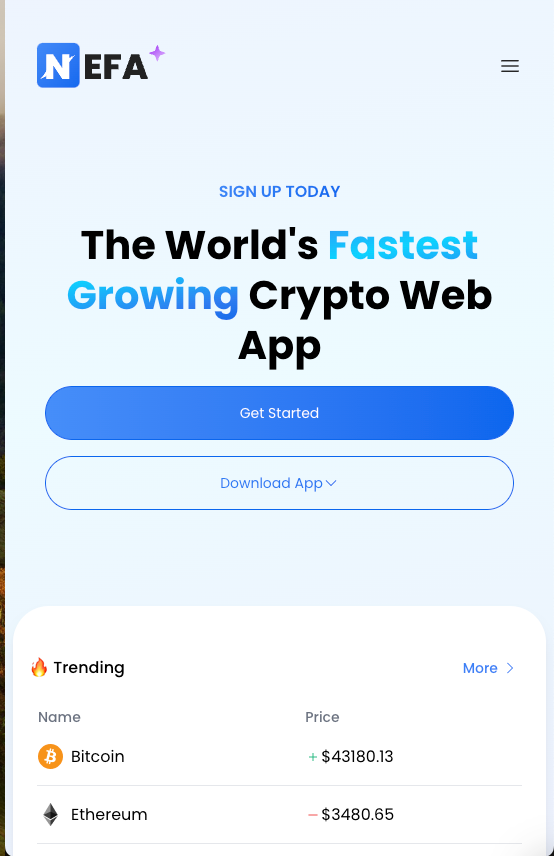 NEFA
SIGN UP TODAY
The World's Fastest
Growing Crypto Web
App
Get Started
Download App
Trending
More
Name Price
Bitcoin + $43180.13
Ethereum − $3480.65